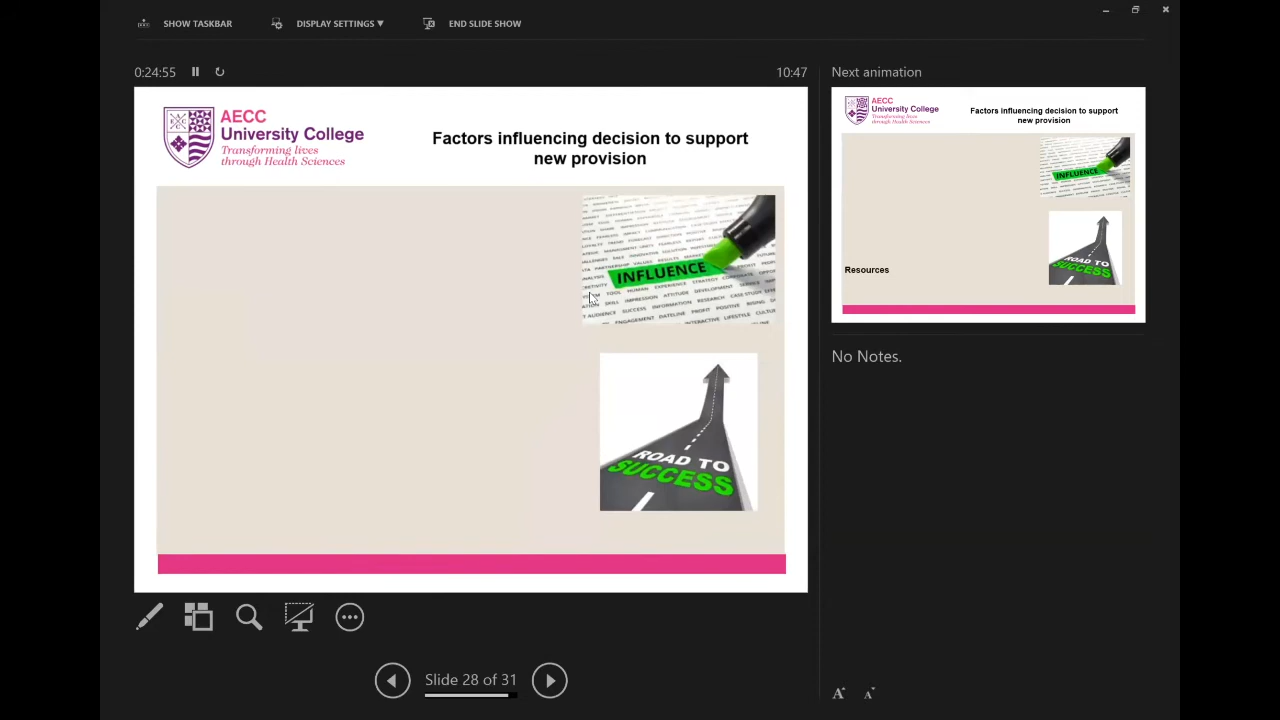 SHOW TASKBAR
DISPLAY SETTINGS ▼
END SLIDE SHOW
0:24:55
10:47
Next animation
AECC
University College
Transforming lives
through Health Sciences
Factors influencing decision to support
new provision
INFLUENCE
ROAD TO
SUCCESS
AECC
University College
Transforming lives
through Health Sciences
Factors influencing decision to support
new provision
INFLUENCE
ROAD TO
SUCCESS
Resources
No Notes.
Slide 28 of 31
A
A